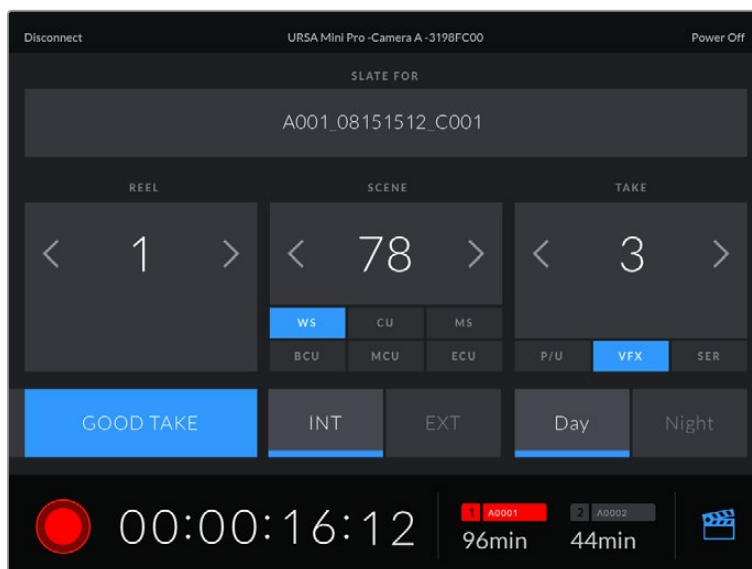 Disconnect URSA Mini Pro -Camera A -3198FC00 Power Off
SLATE FOR
A001_08151512_C001
REEL SCENE TAKE
< 1 > < 78 > < 3 >
WS CU MS
BCU MCU ECU P/U VFX SER
GOOD TAKE INT EXT Day Night
00:00:16:12 1 A0001 2 A0002
96min 44min